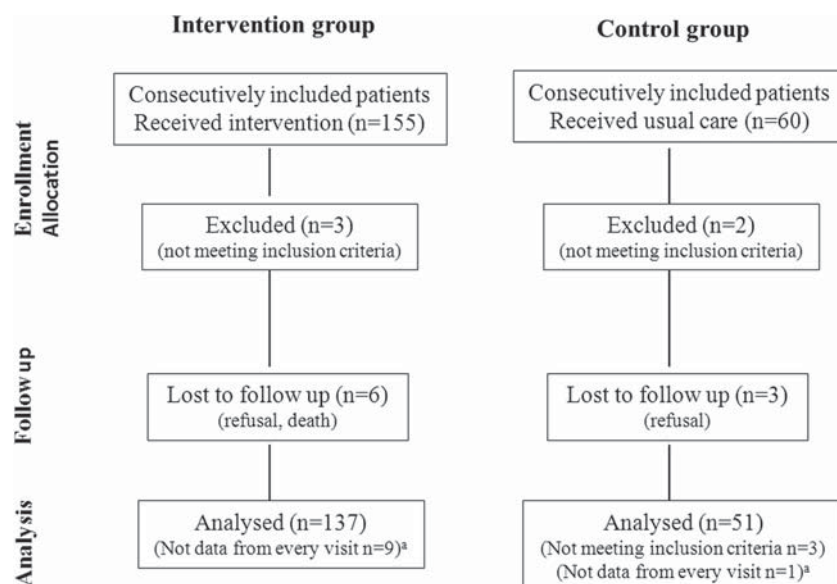 Intervention group
Control group
Enrollment
Allocation
Consecutively included patients
Received intervention (n=155)
Consecutively included patients
Received usual care (n=60)
Excluded (n=3)
(not meeting inclusion criteria)
Excluded (n=2)
(not meeting inclusion criteria)
Follow up
Lost to follow up (n=6)
(refusal, death)
Lost to follow up (n=3)
(refusal)
Analysis
Analysed (n=137)
(Not data from every visit n=9)ᵃ
Analysed (n=51)
(Not meeting inclusion criteria n=3)
(Not data from every visit n=1)ᵃ